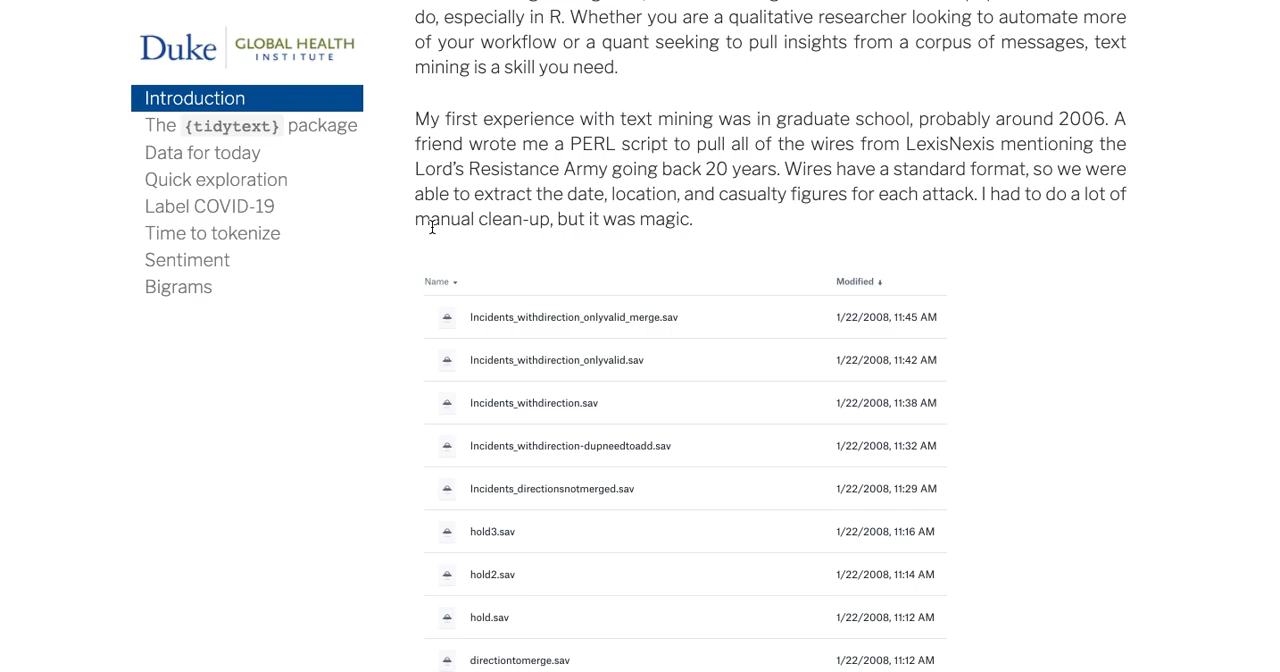 Duke GLOBAL HEALTH INSTITUTE
Introduction
The {tidytext} package
Data for today
Quick exploration
Label COVID-19
Time to tokenize
Sentiment
Bigrams
do, especially in R. Whether you are a qualitative researcher looking to automate more
of your workflow or a quant seeking to pull insights from a corpus of messages, text
mining is a skill you need.
My first experience with text mining was in graduate school, probably around 2006. A
friend wrote me a PERL script to pull all of the wires from LexisNexis mentioning the
Lord's Resistance Army going back 20 years. Wires have a standard format, so we were
able to extract the date, location, and casualty figures for each attack. I had to do a lot of
manual clean-up, but it was magic.
Name Modified
Incidents_withdirection_onlyvalid_merge.sav 1/22/2008, 11:45 AM
Incidents_withdirection_onlyvalid.sav 1/22/2008, 11:42 AM
Incidents_withdirection.sav 1/22/2008, 11:38 AM
Incidents_withdirection-dupneedtoadd.sav 1/22/2008, 11:32 AM
Incidents_directionsnotmerged.sav 1/22/2008, 11:29 AM
hold3.sav 1/22/2008, 11:16 AM
hold2.sav 1/22/2008, 11:14 AM
hold.sav 1/22/2008, 11:12 AM
directiontomerge.sav 1/22/2008, 11:12 AM